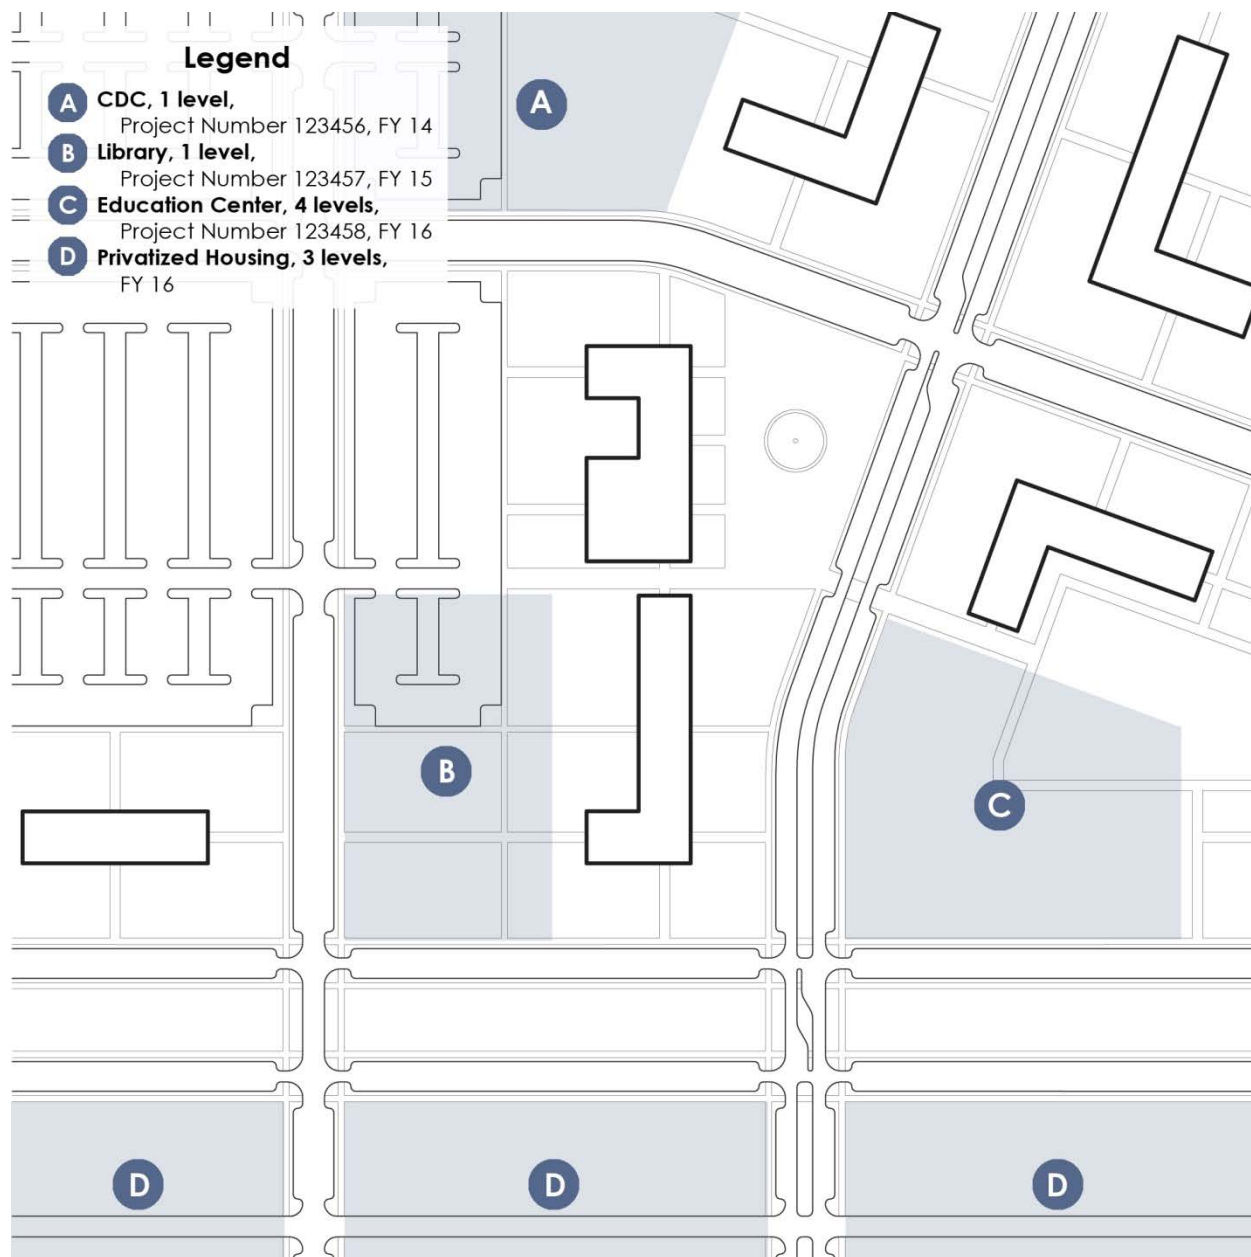 Legend
A CDC, 1 level,
Project Number 123456, FY 14
B Library, 1 level,
Project Number 123457, FY 15
C Education Center, 4 levels,
Project Number 123458, FY 16
D Privatized Housing, 3 levels,
FY 16
A
B
C
D
D
D